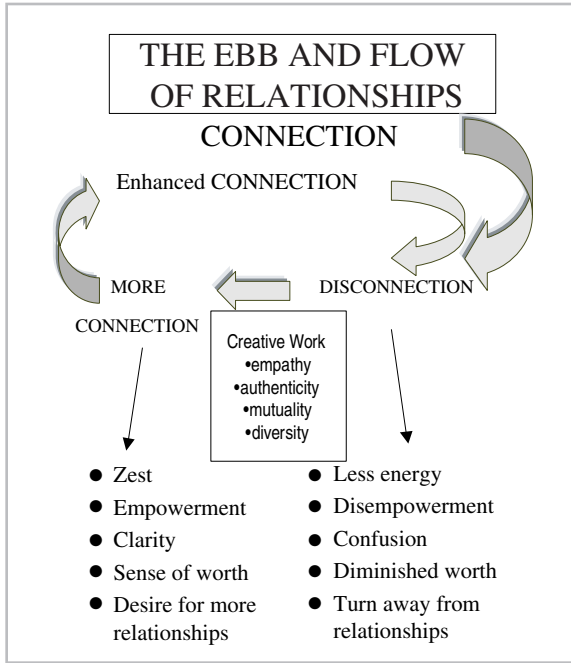 THE EBB AND FLOW
OF RELATIONSHIPS
CONNECTION
Enhanced CONNECTION
MORE
CONNECTION
DISCONNECTION
Creative Work
•empathy
•authenticity
•mutuality
•diversity
● Zest
● Empowerment
● Clarity
● Sense of worth
● Desire for more
relationships
● Less energy
● Disempowerment
● Confusion
● Diminished worth
● Turn away from
relationships